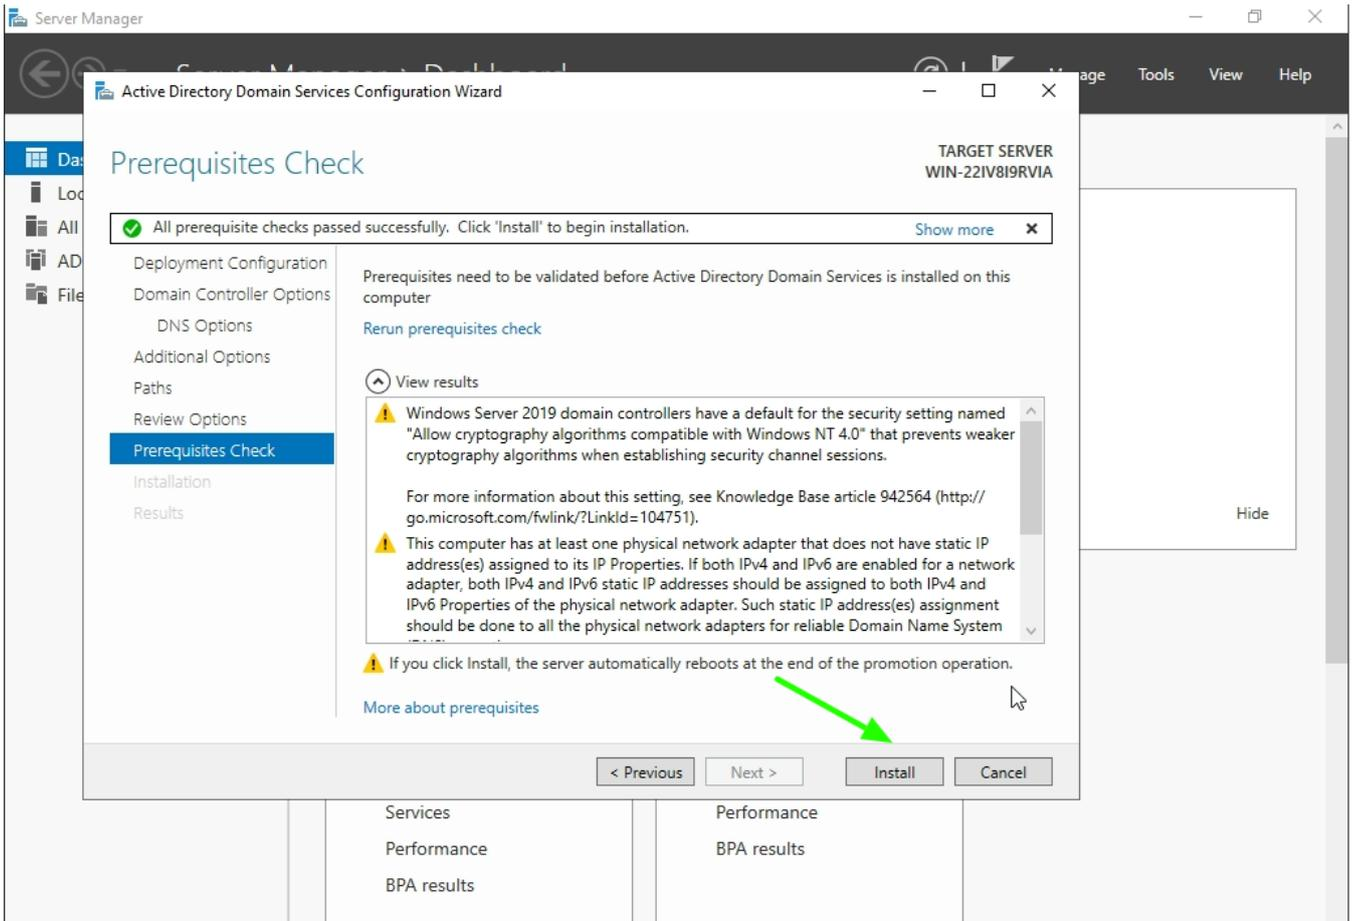 Server Manager
Manage Tools View Help
Active Directory Domain Services Configuration Wizard
Prerequisites Check
TARGET SERVER
WIN-22IV8I9RVIA
All prerequisite checks passed successfully. Click 'Install' to begin installation.
Show more
Deployment Configuration
Domain Controller Options
DNS Options
Additional Options
Paths
Review Options
Prerequisites Check
Installation
Results
Prerequisites need to be validated before Active Directory Domain Services is installed on this
computer
Rerun prerequisites check
View results
Windows Server 2019 domain controllers have a default for the security setting named
"Allow cryptography algorithms compatible with Windows NT 4.0" that prevents weaker
cryptography algorithms when establishing security channel sessions.
For more information about this setting, see Knowledge Base article 942564 (http://
go.microsoft.com/fwlink/?LinkId=104751).
This computer has at least one physical network adapter that does not have static IP
address(es) assigned to its IP Properties. If both IPv4 and IPv6 are enabled for a network
adapter, both IPv4 and IPv6 static IP addresses should be assigned to both IPv4 and
IPv6 Properties of the physical network adapter. Such static IP address(es) assignment
should be done to all the physical network adapters for reliable Domain Name System
If you click Install, the server automatically reboots at the end of the promotion operation.
More about prerequisites
< Previous
Next >
Install
Cancel
All
AD
File
Hide
Services
Performance
BPA results
Performance
BPA results